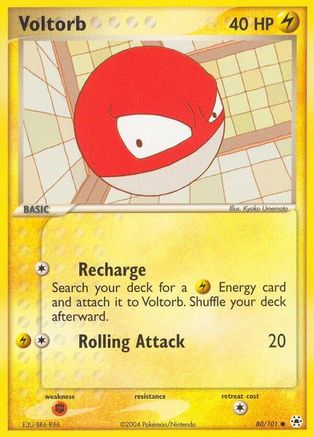 Voltorb 40 HP
BASIC
Illus. Kyoko Umemoto
Recharge
Search your deck for a Energy card
and attach it to Voltorb. Shuffle your deck
afterward.
Rolling Attack 20
weakness resistance retreat cost
©2004 Pokémon/Nintendo 80/101